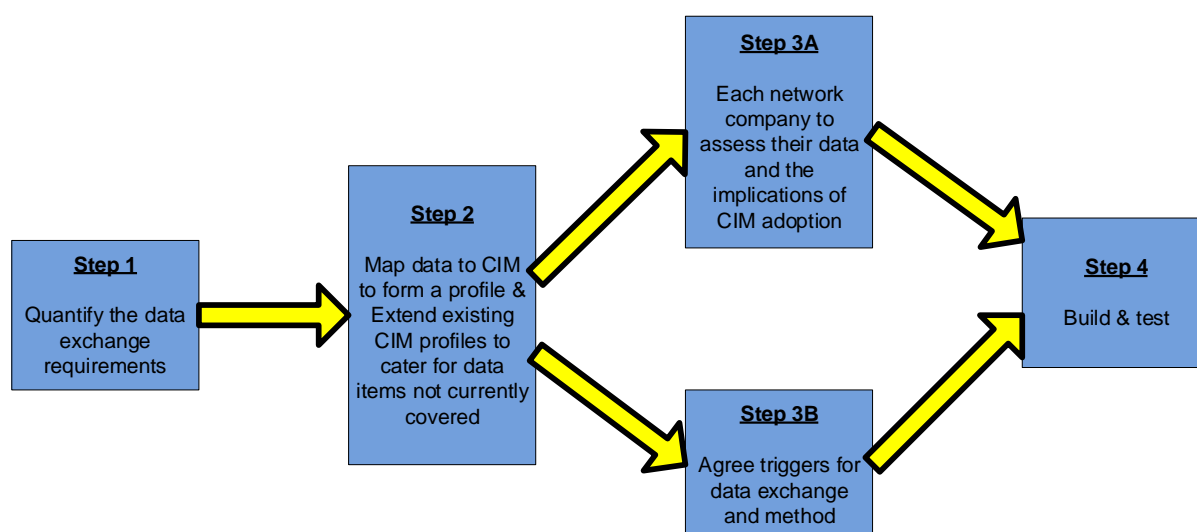 Step 1
Quantify the data
exchange
requirements
Step 2
Map data to CIM
to form a profile &
Extend existing
CIM profiles to
cater for data
items not currently
covered
Step 3A
Each network
company to
assess their data
and the
implications of
CIM adoption
Step 3B
Agree triggers for
data exchange
and method
Step 4
Build & test